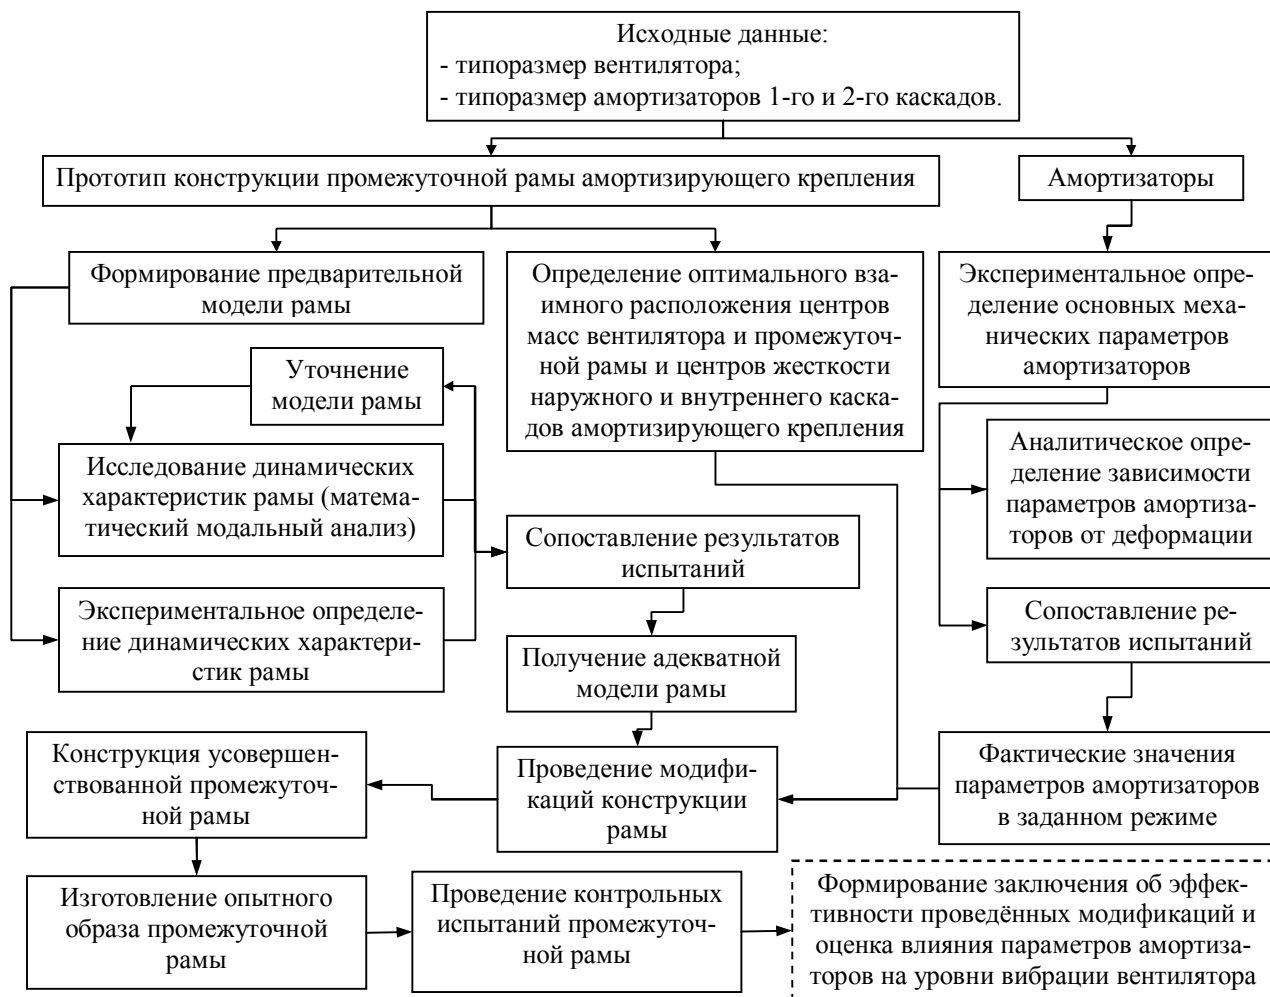 Исходные данные:
- типоразмер вентилятора;
- типоразмер амортизаторов 1-го и 2-го каскадов.
Прототип конструкции промежуточной рамы амортизирующего крепления
Амортизаторы
Формирование предварительной
модели рамы
Определение оптимального вза-
имного расположения центров
масс вентилятора и промежуточ-
ной рамы и центров жесткости
наружного и внутреннего каска-
дов амортизирующего крепления
Экспериментальное опре-
деление основных меха-
нических параметров
амортизаторов
Уточнение
модели рамы
Исследование динамических
характеристик рамы (матема-
тический модальный анализ)
Аналитическое опре-
деление зависимости
параметров амортиза-
торов от деформации
Сопоставление результатов
испытаний
Экспериментальное определе-
ние динамических характери-
стик рамы
Сопоставление ре-
зультатов испытаний
Получение адекватной
модели рамы
Конструкция усовершен-
ствованной промежуточ-
ной рамы
Проведение модифи-
каций конструкции
рамы
Фактические значения
параметров амортизаторов
в заданном режиме
Изготовление опытного
образа промежуточной
рамы
Проведение контрольных
испытаний промежуточ-
ной рамы
Формирование заключения об эффек-
тивности проведённых модификаций и
оценка влияния параметров амортиза-
торов на уровни вибрации вентилятора